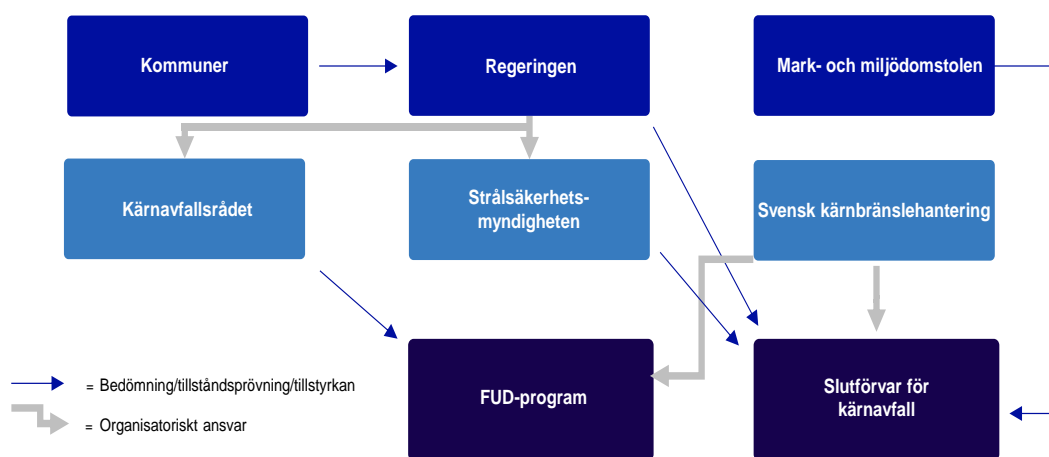 Kommuner
Regeringen
Mark- och miljödomstolen
Kärnavfallsrådet
Strålsäkerhets-
myndigheten
Svensk kärnbränslehantering
FUD-program
Slutförvar för
kärnavfall
= Bedömning/tillståndsprövning/tillstyrkan
= Organisatoriskt ansvar